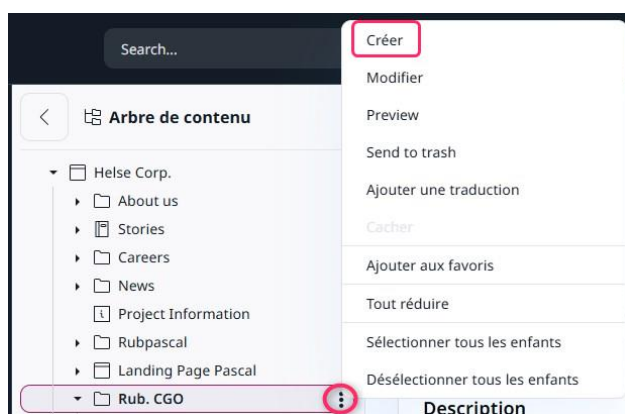 Search...
Arbre de contenu
Helse Corp.
About us
Stories
Careers
News
Project Information
Rubpascal
Landing Page Pascal
Rub. CGO
Créer
Modifier
Preview
Send to trash
Ajouter une traduction
Cacher
Ajouter aux favoris
Tout réduire
Sélectionner tous les enfants
Désélectionner tous les enfants
Description